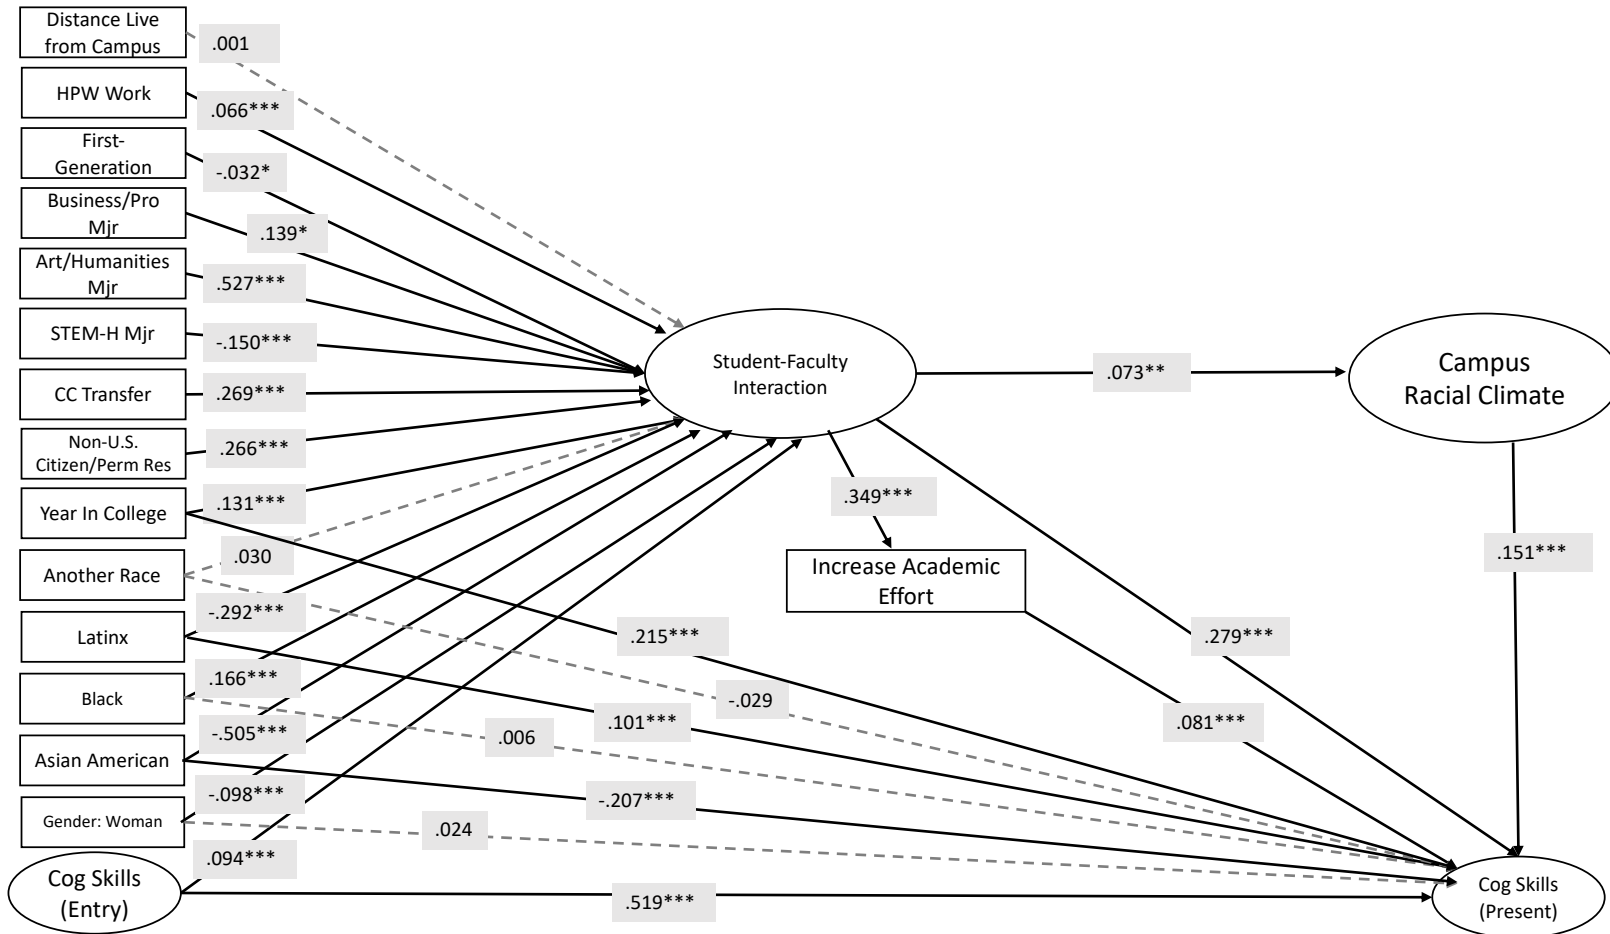 Distance Live
from Campus
.001
HPW Work
.066***
First-
Generation
-.032*
Business/Pro
Mjr
.139*
Art/Humanities
Mjr
.527***
STEM-H Mjr
-.150***
CC Transfer
.269***
Non-U.S.
Citizen/Perm Res
.266***
Year In College
.131***
Another Race
.030
Latinx
-.292***
Black
.166***
Asian American
-.505***
Gender: Woman
-.098***
Cog Skills
(Entry)
.094***
Student-Faculty
Interaction
.073**
Campus
Racial Climate
.349***
Increase Academic
Effort
.151***
.215***
.279***
-.029
.101***
.006
.081***
-.207***
.024
.519***
Cog Skills
(Present)